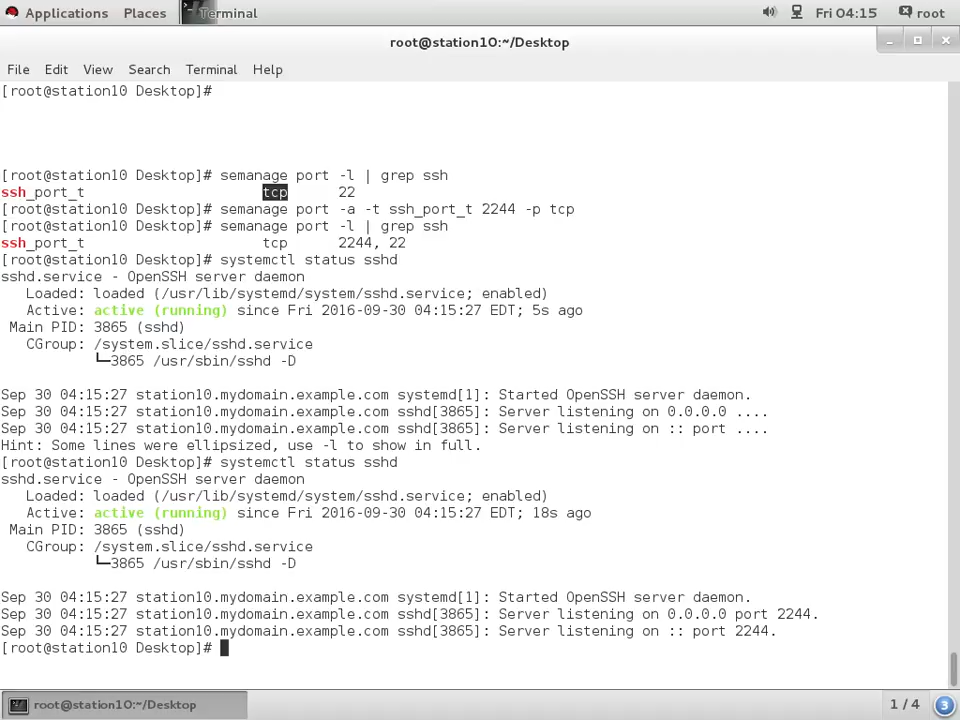 Applications Places Terminal Fri 04:15 root
root@station10:~/Desktop
File Edit View Search Terminal Help
[root@station10 Desktop]#
[root@station10 Desktop]# semanage port -l | grep ssh
ssh_port_t tcp 22
[root@station10 Desktop]# semanage port -a -t ssh_port_t 2244 -p tcp
[root@station10 Desktop]# semanage port -l | grep ssh
ssh_port_t tcp 2244, 22
[root@station10 Desktop]# systemctl status sshd
sshd.service - OpenSSH server daemon
Loaded: loaded (/usr/lib/systemd/system/sshd.service; enabled)
Active: active (running) since Fri 2016-09-30 04:15:27 EDT; 5s ago
Main PID: 3865 (sshd)
CGroup: /system.slice/sshd.service
└─3865 /usr/sbin/sshd -D
Sep 30 04:15:27 station10.mydomain.example.com systemd[1]: Started OpenSSH server daemon.
Sep 30 04:15:27 station10.mydomain.example.com sshd[3865]: Server listening on 0.0.0.0 ....
Sep 30 04:15:27 station10.mydomain.example.com sshd[3865]: Server listening on :: port ....
Hint: Some lines were ellipsized, use -l to show in full.
[root@station10 Desktop]# systemctl status sshd
sshd.service - OpenSSH server daemon
Loaded: loaded (/usr/lib/systemd/system/sshd.service; enabled)
Active: active (running) since Fri 2016-09-30 04:15:27 EDT; 18s ago
Main PID: 3865 (sshd)
CGroup: /system.slice/sshd.service
└─3865 /usr/sbin/sshd -D
Sep 30 04:15:27 station10.mydomain.example.com systemd[1]: Started OpenSSH server daemon.
Sep 30 04:15:27 station10.mydomain.example.com sshd[3865]: Server listening on 0.0.0.0 port 2244.
Sep 30 04:15:27 station10.mydomain.example.com sshd[3865]: Server listening on :: port 2244.
[root@station10 Desktop]#
root@station10:~/Desktop 1 / 4 3